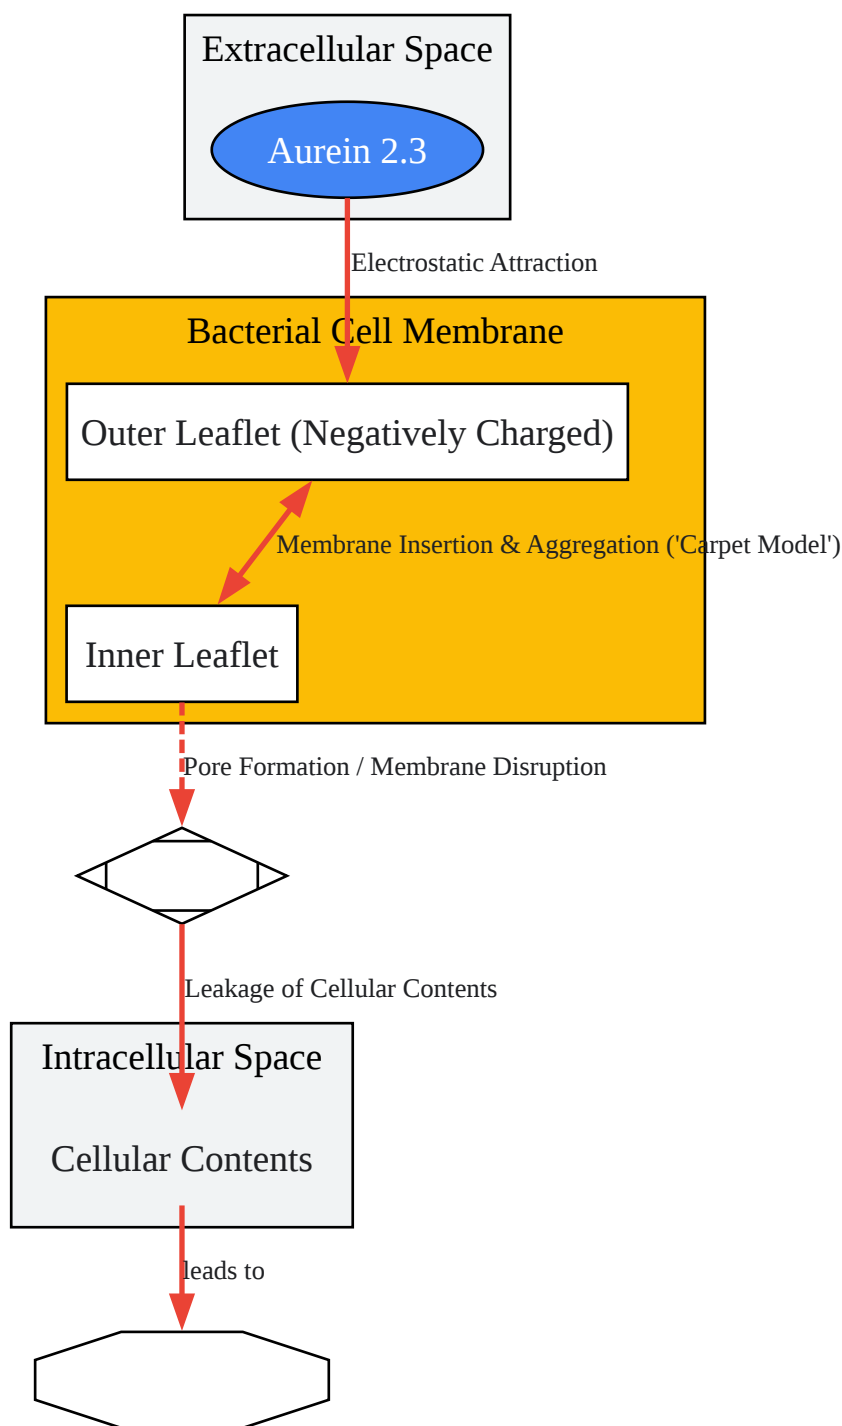 Extracellular Space
Aurein 2.3
Electrostatic Attraction
Bacterial Cell Membrane
Outer Leaflet (Negatively Charged)
Membrane Insertion & Aggregation ('Carpet Model')
Inner Leaflet
Pore Formation / Membrane Disruption
Leakage of Cellular Contents
Intracellular Space
Cellular Contents
leads to